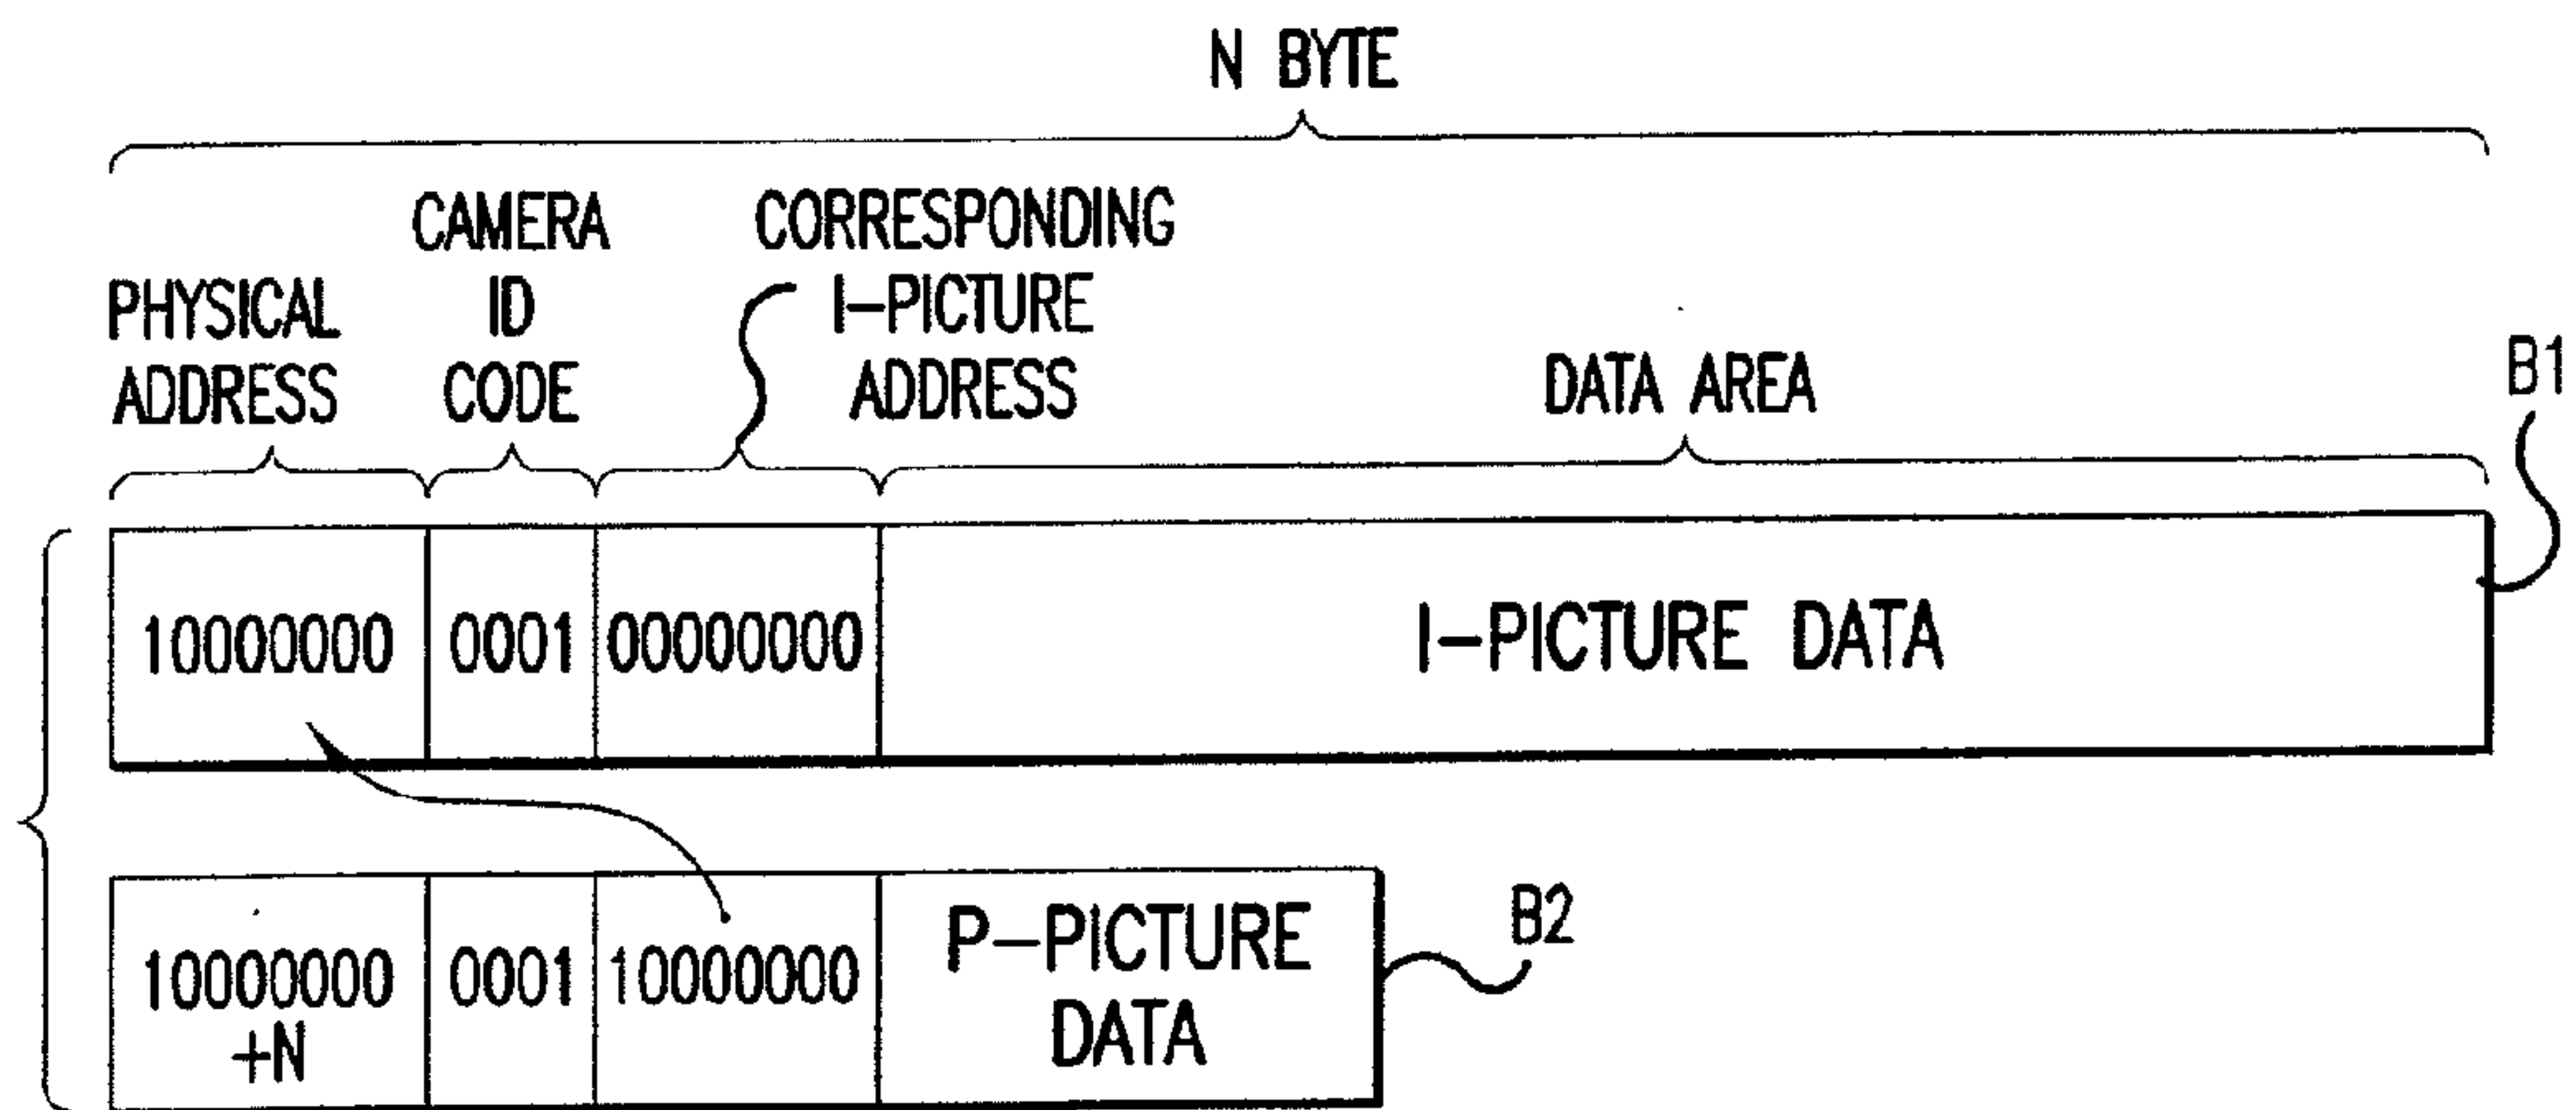 N BYTE
PHYSICAL
ADDRESS
CAMERA
ID
CODE
CORRESPONDING
I-PICTURE
ADDRESS
DATA AREA
B1
10000000 0001 00000000 I-PICTURE DATA
10000000
+N
0001
10000000
P-PICTURE
DATA
B2